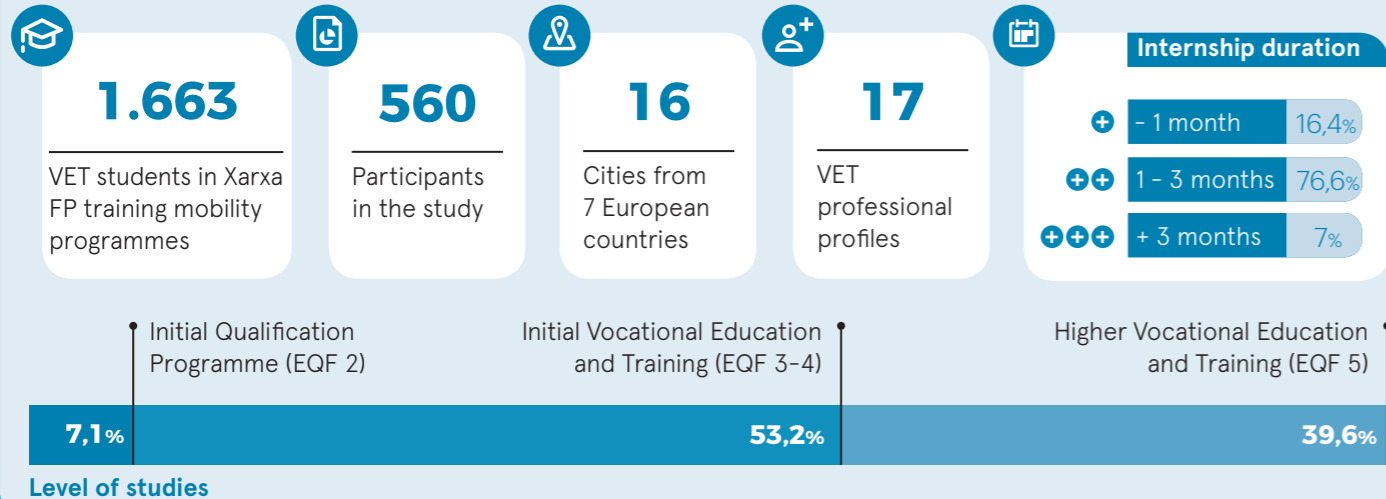 1.663
VET students in Xarxa
FP training mobility
programmes
560
Participants
in the study
16
Cities from
7 European
countries
17
VET
professional
profiles
Internship duration
- 1 month 16,4%
1 - 3 months 76,6%
+ 3 months 7%
Initial Qualification
Programme (EQF 2)
Initial Vocational Education
and Training (EQF 3-4)
Higher Vocational Education
and Training (EQF 5)
7,1% 53,2% 39,6%
Level of studies